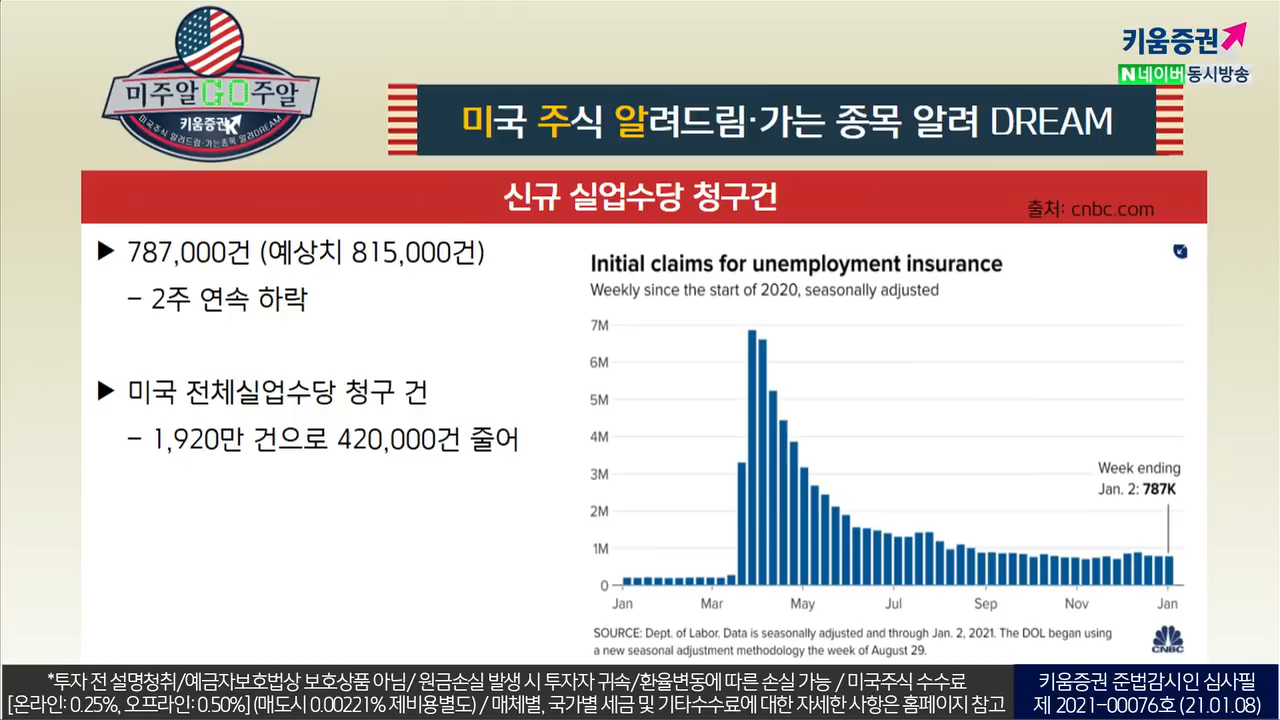 미주알GO주알
키움증권
미국주식 알려드림·가는종목 알려DREAM
키움증권
N 네이버 동시방송
미국 주식 알려드림·가는 종목 알려 DREAM
신규 실업수당 청구건
출처: cnbc.com
▶ 787,000건 (예상치 815,000건)
– 2주 연속 하락
▶ 미국 전체실업수당 청구 건
– 1,920만 건으로 420,000건 줄어
Initial claims for unemployment insurance
Weekly since the start of 2020, seasonally adjusted
7M
6M
5M
4M
3M
2M
1M
0
Week ending
Jan. 2: 787K
Jan Mar May Jul Sep Nov Jan
SOURCE: Dept. of Labor. Data is seasonally adjusted and through Jan. 2, 2021. The DOL began using
a new seasonal adjustment methodology the week of August 29.
CNBC
*투자 전 설명청취/예금자보호법상 보호상품 아님/ 원금손실 발생 시 투자자 귀속/환율변동에 따른 손실 가능 / 미국주식 수수료
[온라인: 0.25%, 오프라인: 0.50%] (매도시 0.00221% 제비용별도) / 매체별, 국가별 세금 및 기타수수료에 대한 자세한 사항은 홈페이지 참고
키움증권 준법감시인 심사필
제 2021-00076호 (21.01.08)